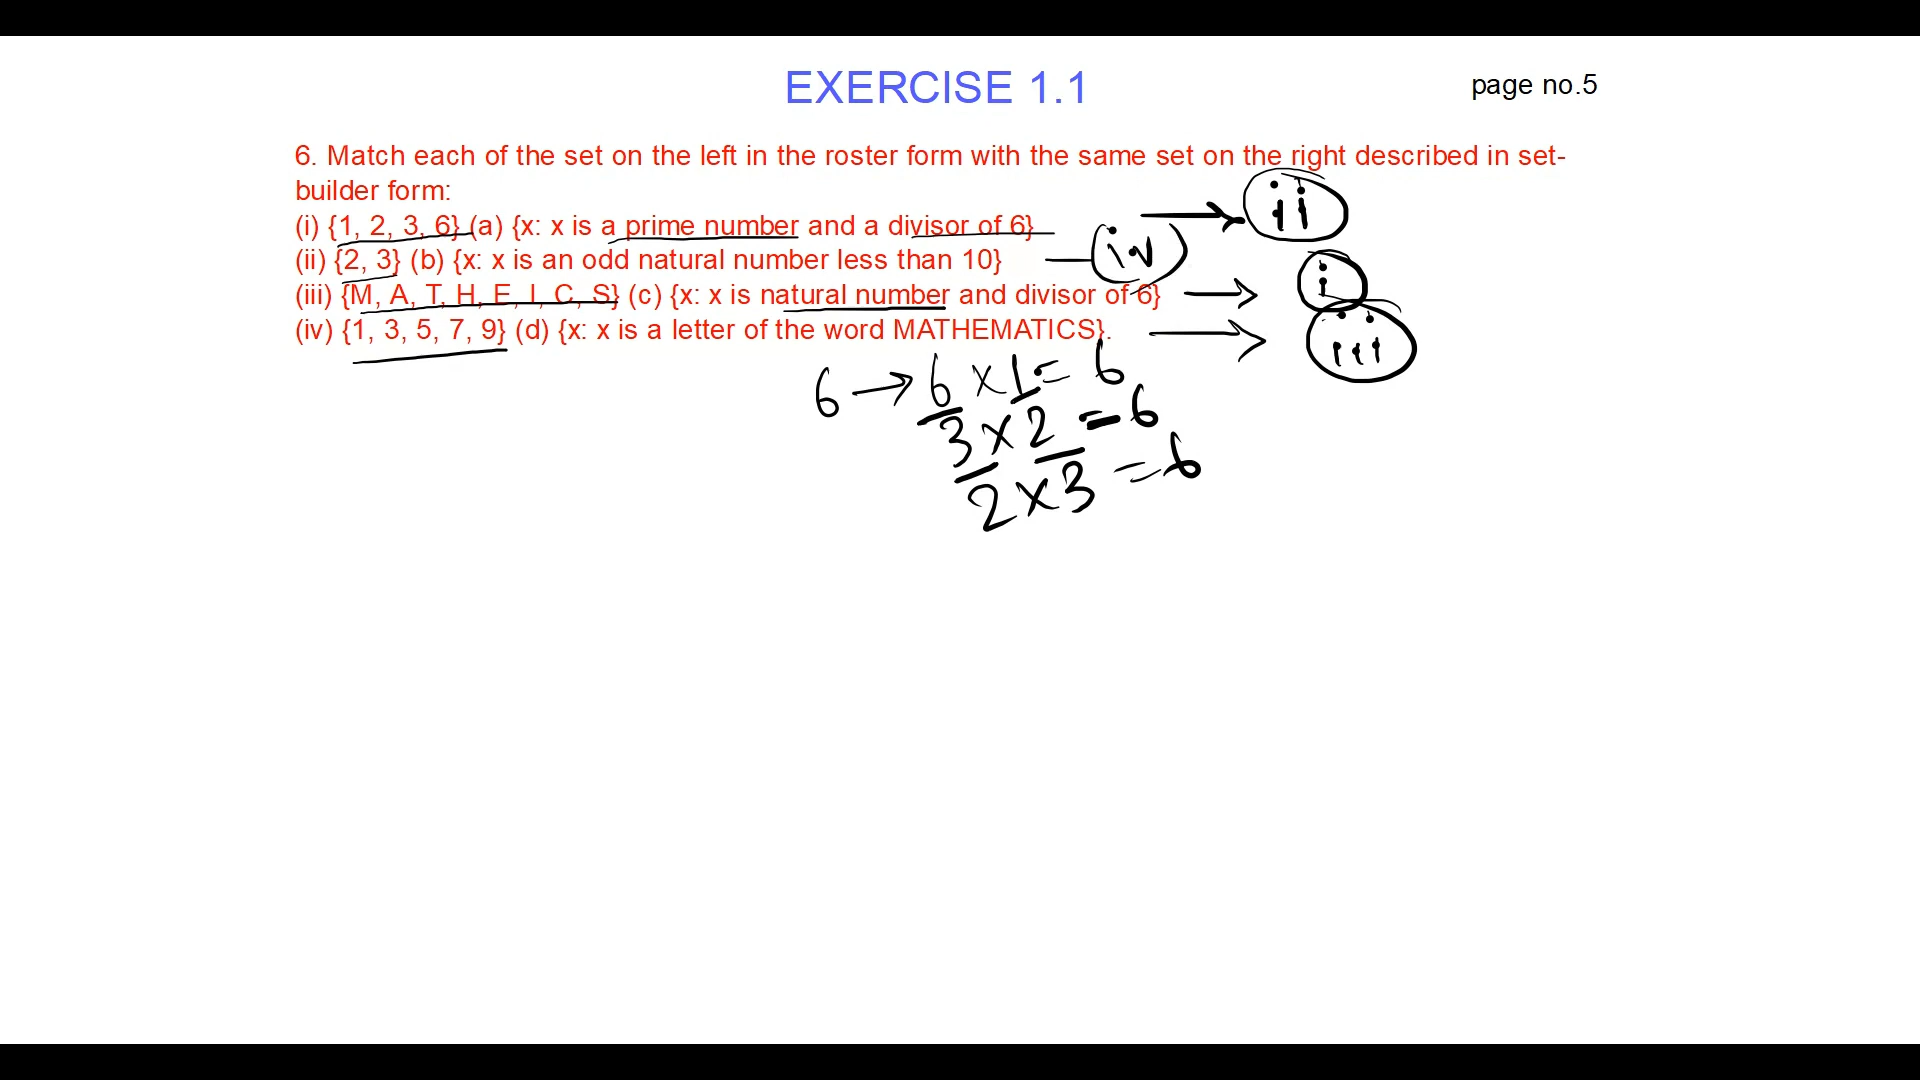 EXERCISE 1.1
page no.5
6. Match each of the set on the left in the roster form with the same set on the right described in set-
builder form:
(i) {1, 2, 3, 6} (a) {x: x is a prime number and a divisor of 6} → ii
(ii) {2, 3} (b) {x: x is an odd natural number less than 10} — iv
(iii) {M, A, T, H, E, I, C, S} (c) {x: x is natural number and divisor of 6} → i
(iv) {1, 3, 5, 7, 9} (d) {x: x is a letter of the word MATHEMATICS}. → iii
6 → 6 × 1 = 6
3 × 2 = 6
2 × 3 = 6